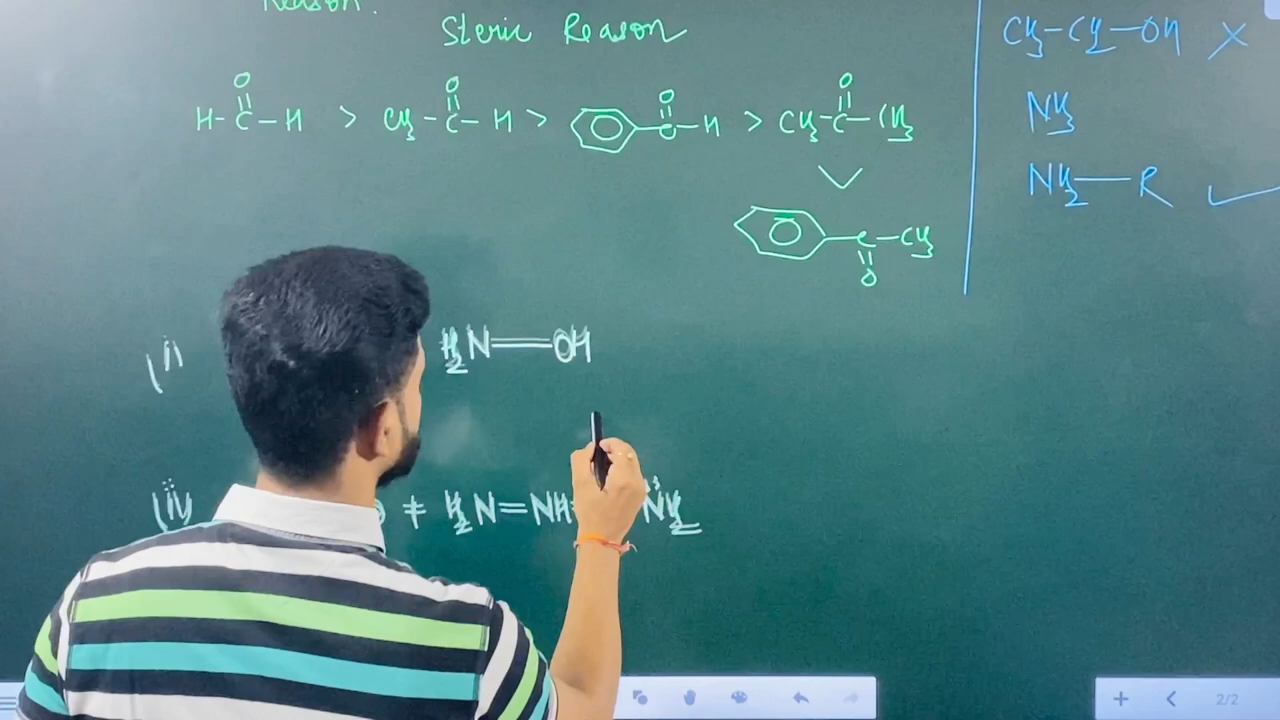 Reason.
Steric Reason
O O O O
H-C-H > CH3-C-H > C-H > CH3-C-CH3
C-CH3
O
(i) H2N OH
(ii) ≠ H2N=NH NH2
CH3-CH2-OH ×
NH3
NH2-R ✓
2/2